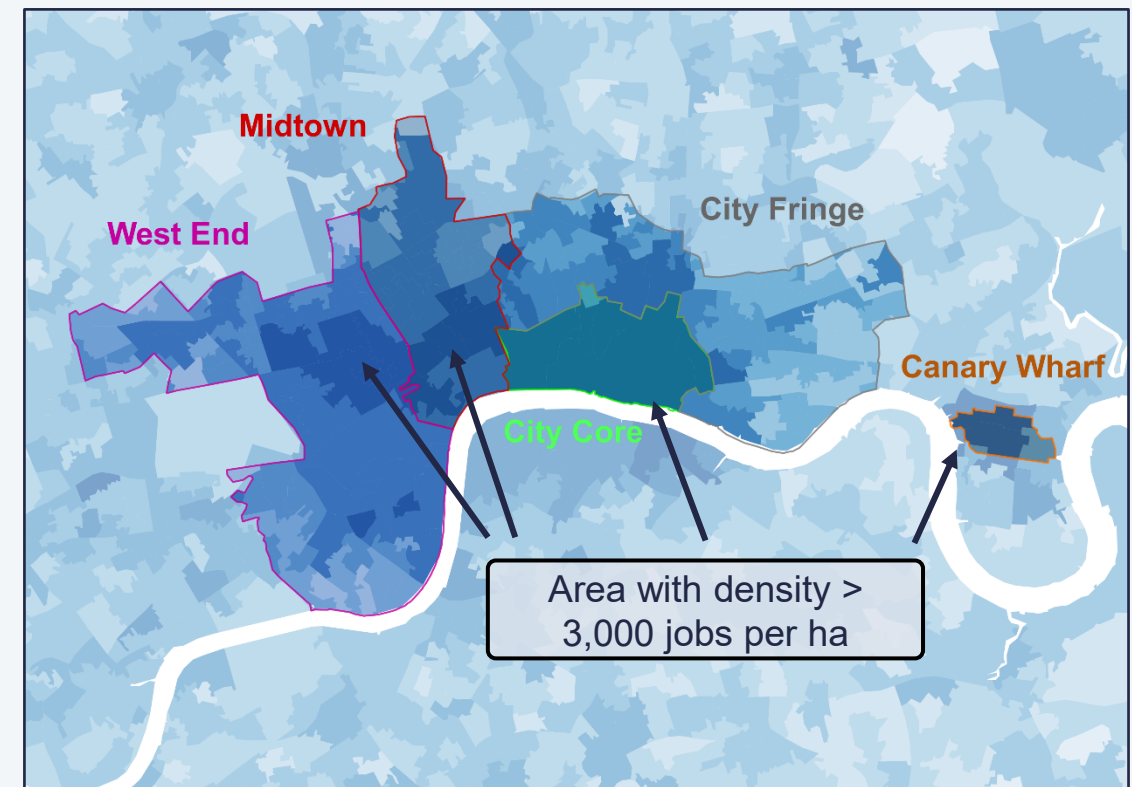 Midtown
West End
City Fringe
Canary Wharf
City Core
Area with density >
3,000 jobs per ha